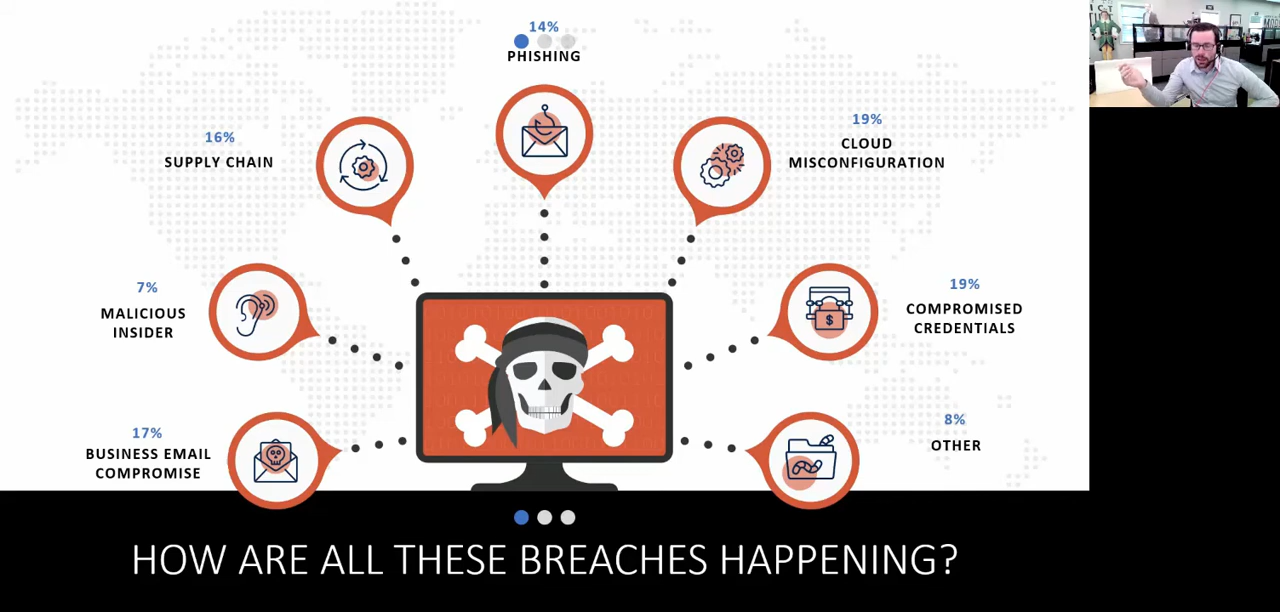 14%
PHISHING
16%
SUPPLY CHAIN
19%
CLOUD
MISCONFIGURATION
7%
MALICIOUS
INSIDER
19%
COMPROMISED
CREDENTIALS
$
17%
BUSINESS EMAIL
COMPROMISE
8%
OTHER
HOW ARE ALL THESE BREACHES HAPPENING?